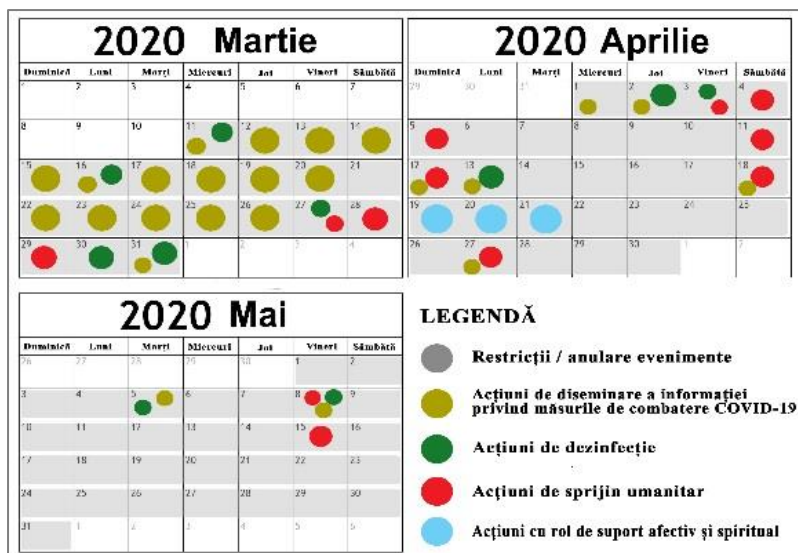 2020 Martie
Duminică Luni Marți Miercuri Joi Vineri Sâmbătă
1 2 3 4 5 6 7
8 9 10 11 12 13 14
15 16 17 18 19 20 21
22 23 24 25 26 27 28
29 30 31 1 2 3 4
2020 Aprilie
Duminică Luni Marți Miercuri Joi Vineri Sâmbătă
29 30 31 1 2 3 4
5 6 7 8 9 10 11
12 13 14 15 16 17 18
19 20 21 22 23 24 25
26 27 28 29 30 1 2
2020 Mai
Duminică Luni Marți Miercuri Joi Vineri Sâmbătă
26 27 28 29 30 1 2
3 4 5 6 7 8 9
10 11 12 13 14 15 16
17 18 19 20 21 22 23
24 25 26 27 28 29 30
31 1 2 3 4 5 6
LEGENDĂ
Restricții / anulare evenimente
Acțiuni de diseminare a informației
privind măsurile de combatere COVID-19
Acțiuni de dezinfecție
Acțiuni de sprijin umanitar
Acțiuni cu rol de suport afectiv și spiritual